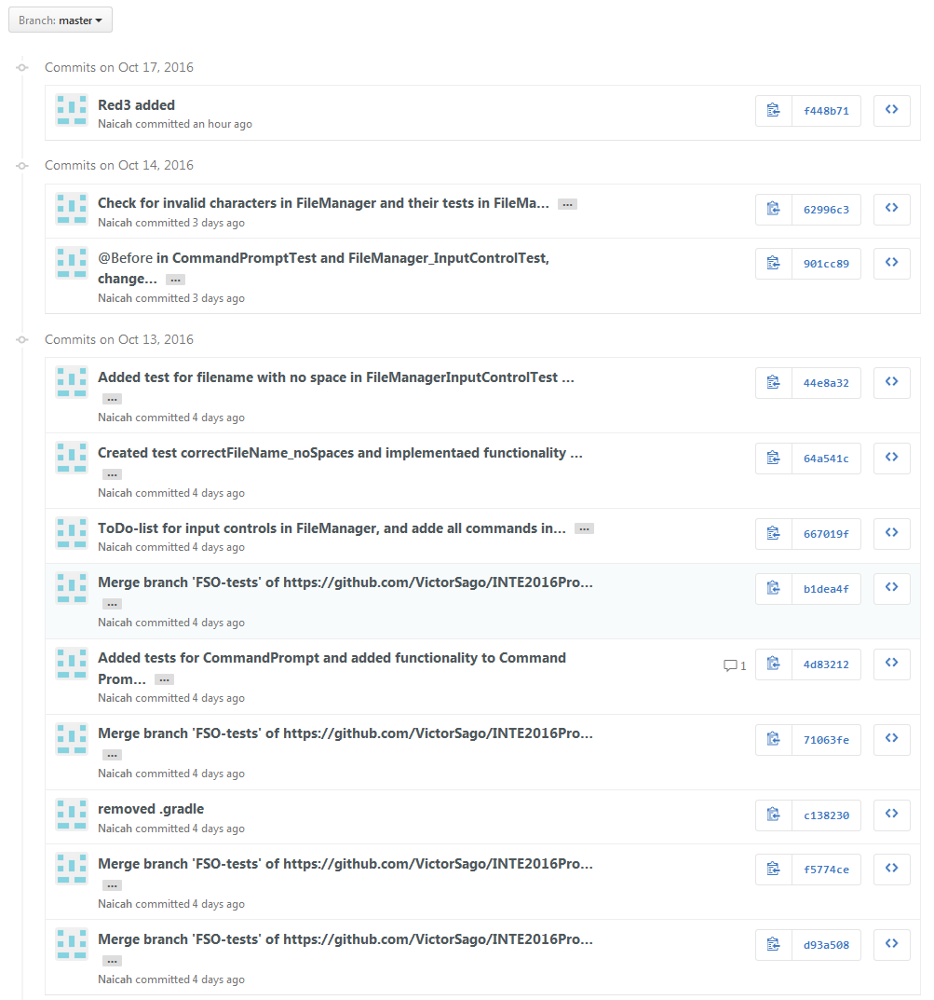 Branch: master
Commits on Oct 17, 2016
Red3 added
Naicah committed an hour ago
f448b71
Commits on Oct 14, 2016
Check for invalid characters in FileManager and their tests in FileMa... …
Naicah committed 3 days ago
62996c3
@Before in CommandPromptTest and FileManager_InputControlTest,
change... …
Naicah committed 3 days ago
901cc89
Commits on Oct 13, 2016
Added test for filename with no space in FileManagerInputControlTest ...
…
Naicah committed 4 days ago
44e8a32
Created test correctFileName_noSpaces and implementaed functionality ...
…
Naicah committed 4 days ago
64a541c
ToDo-list for input controls in FileManager, and adde all commands in... …
Naicah committed 4 days ago
667019f
Merge branch 'FSO-tests' of https://github.com/VictorSago/INTE2016Pro...
…
Naicah committed 4 days ago
b1dea4f
Added tests for CommandPrompt and added functionality to Command
Prom... …
Naicah committed 4 days ago
1
4d83212
Merge branch 'FSO-tests' of https://github.com/VictorSago/INTE2016Pro...
…
Naicah committed 4 days ago
71063fe
removed .gradle
Naicah committed 4 days ago
c138230
Merge branch 'FSO-tests' of https://github.com/VictorSago/INTE2016Pro...
…
Naicah committed 4 days ago
f5774ce
Merge branch 'FSO-tests' of https://github.com/VictorSago/INTE2016Pro...
…
Naicah committed 4 days ago
d93a508